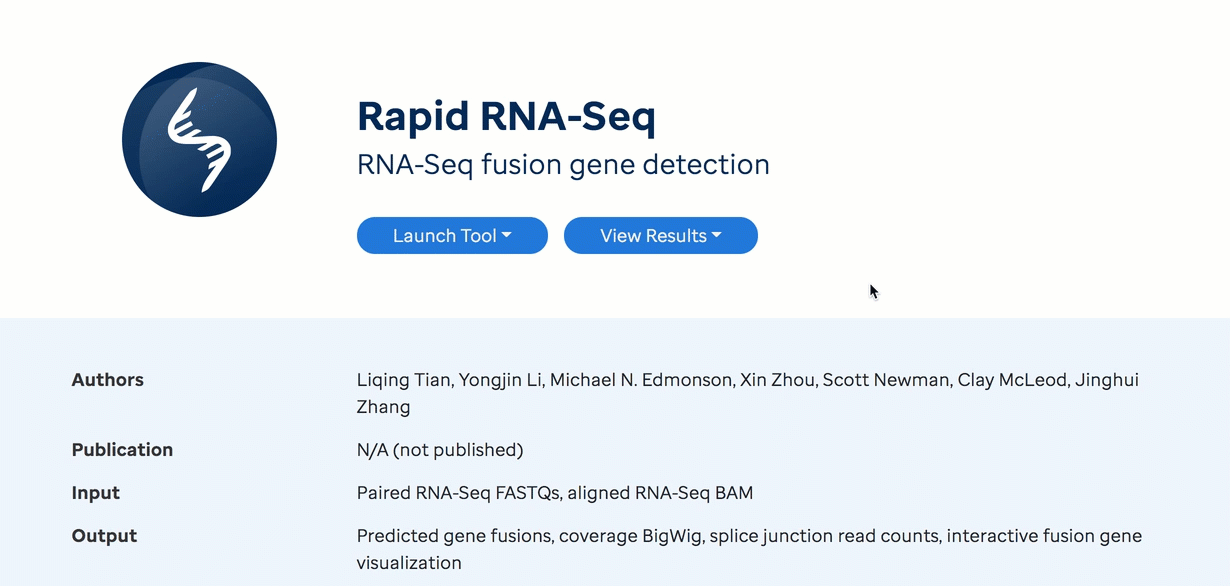 Rapid RNA-Seq
RNA-Seq fusion gene detection
Launch Tool
View Results
Authors
Liqing Tian, Yongjin Li, Michael N. Edmonson, Xin Zhou, Scott Newman, Clay McLeod, Jinghui
Zhang
Publication
N/A (not published)
Input
Paired RNA-Seq FASTQs, aligned RNA-Seq BAM
Output
Predicted gene fusions, coverage BigWig, splice junction read counts, interactive fusion gene
visualization